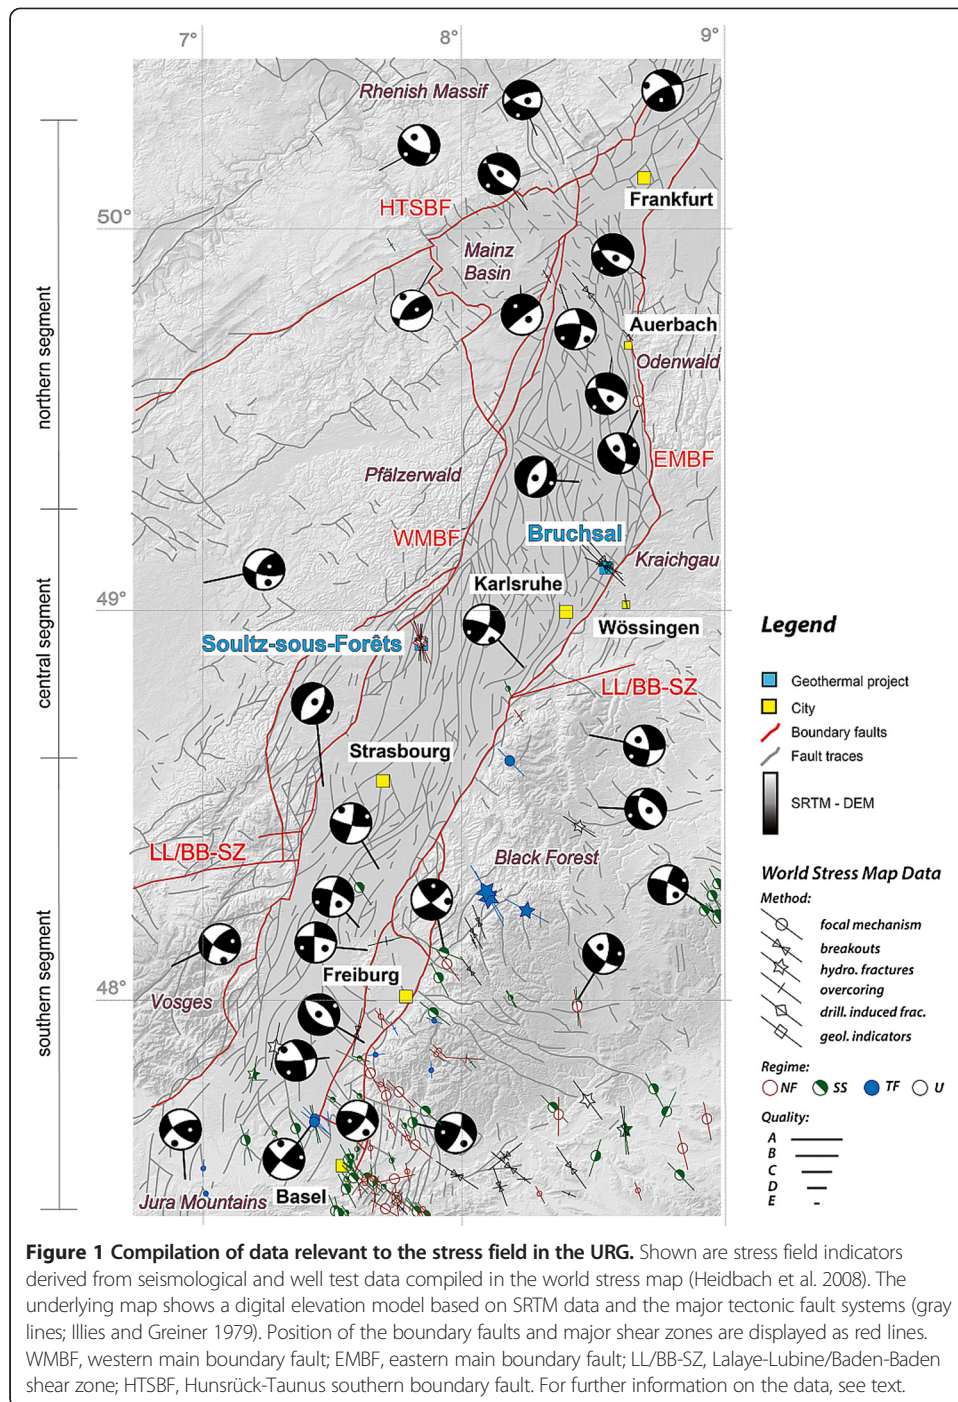 7°
8°
9°
Rhenish Massif
Frankfurt
HTSBF
50°
Mainz
Basin
northern segment
Auerbach
Odenwald
EMBF
Pfälzerwald
WMBF
Bruchsal
Kraichgau
Karlsruhe
49°
Wössingen
central segment
Soultz-sous-Forêts
LL/BB-SZ
Strasbourg
LL/BB-SZ
Black Forest
southern segment
Freiburg
Vosges
48°
Jura Mountains
Basel
Legend
Geothermal project
City
Boundary faults
Fault traces
SRTM - DEM
World Stress Map Data
Method:
focal mechanism
breakouts
hydro. fractures
overcoring
drill. induced frac.
geol. indicators
Regime:
NF SS TF U
Quality:
A
B
C
D
E
Figure 1 Compilation of data relevant to the stress field in the URG. Shown are stress field indicators
derived from seismological and well test data compiled in the world stress map (Heidbach et al. 2008). The
underlying map shows a digital elevation model based on SRTM data and the major tectonic fault systems (gray
lines; Illies and Greiner 1979). Position of the boundary faults and major shear zones are displayed as red lines.
WMBF, western main boundary fault; EMBF, eastern main boundary fault; LL/BB-SZ, Lalaye-Lubine/Baden-Baden
shear zone; HTSBF, Hunsrück-Taunus southern boundary fault. For further information on the data, see text.